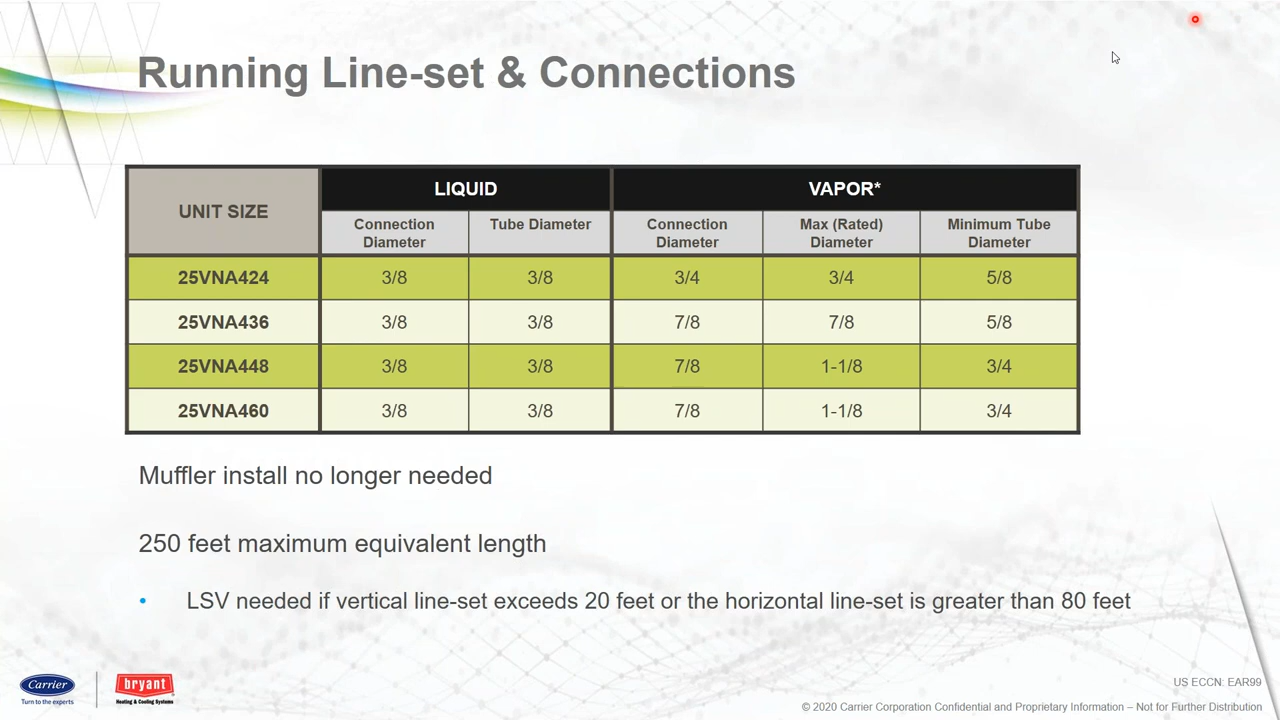 Running Line-set & Connections
UNIT SIZE
LIQUID
VAPOR*
Connection Diameter
Tube Diameter
Connection Diameter
Max (Rated) Diameter
Minimum Tube Diameter
25VNA424 3/8 3/8 3/4 3/4 5/8
25VNA436 3/8 3/8 7/8 7/8 5/8
25VNA448 3/8 3/8 7/8 1-1/8 3/4
25VNA460 3/8 3/8 7/8 1-1/8 3/4
Muffler install no longer needed
250 feet maximum equivalent length
• LSV needed if vertical line-set exceeds 20 feet or the horizontal line-set is greater than 80 feet
Carrier
Turn to the experts
bryant
Heating & Cooling Systems
US ECCN: EAR99
© 2020 Carrier Corporation Confidential and Proprietary Information – Not for Further Distribution